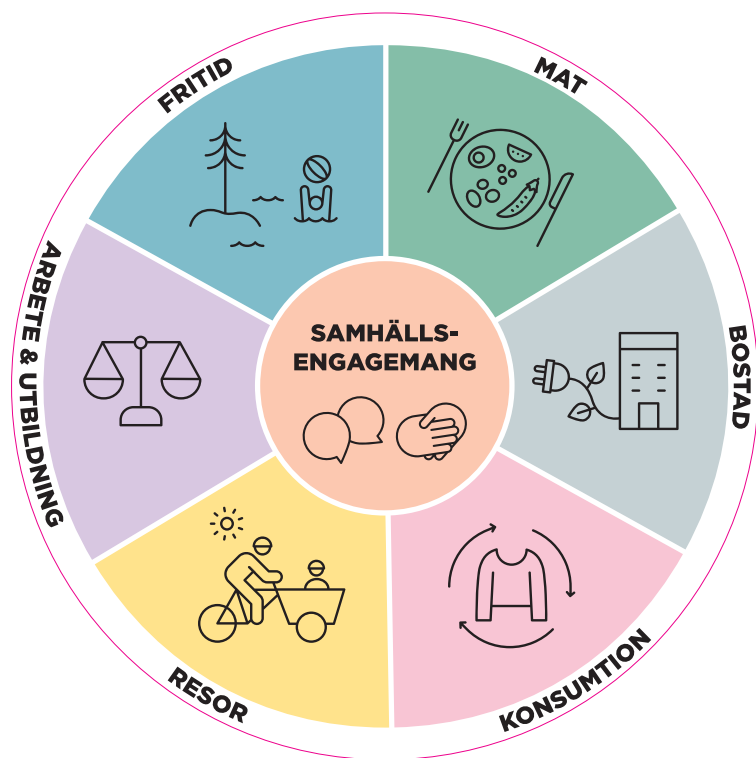 FRITID
MAT
ARBETE & UTBILDNING
SAMHÄLLS-
ENGAGEMANG
BOSTAD
RESOR
KONSUMTION